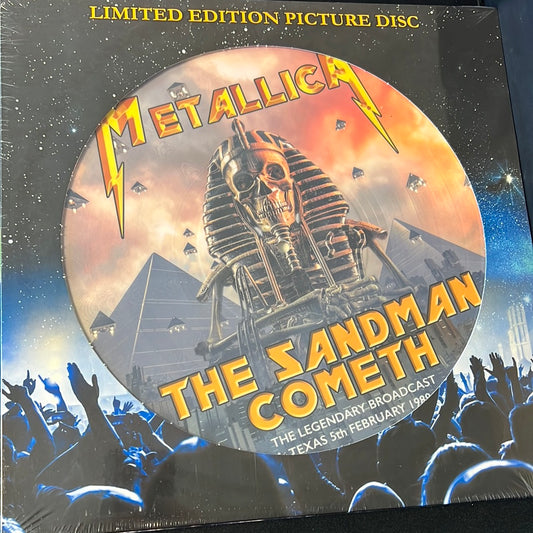 LIMITED EDITION PICTURE DISC
METALLICA
THE SANDMAN
COMETH
THE LEGENDARY BROADCAST
TEXAS 5th FEBRUARY